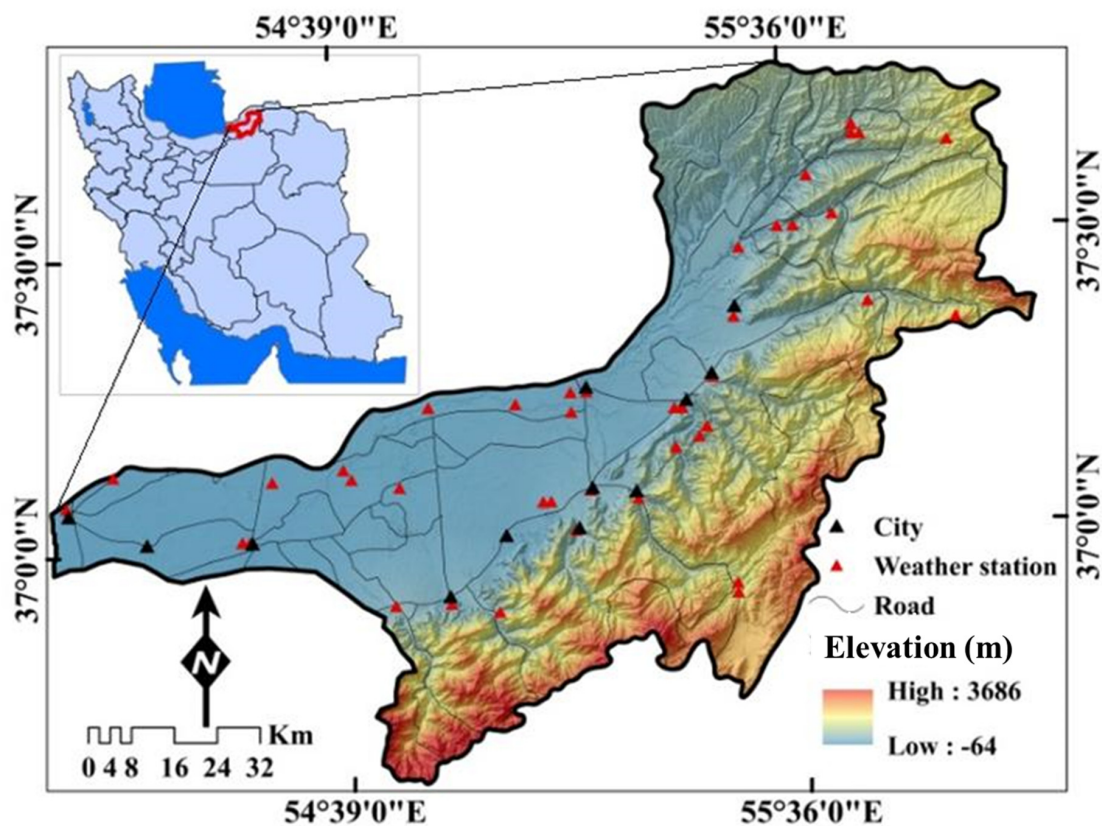 54°39'0"E 55°36'0"E
37°30'0"N
37°30'0"N
37°0'0"N
37°0'0"N
City
Weather station
Road
Elevation (m)
High : 3686
Low : -64
N
Km
0 4 8 16 24 32
54°39'0"E 55°36'0"E